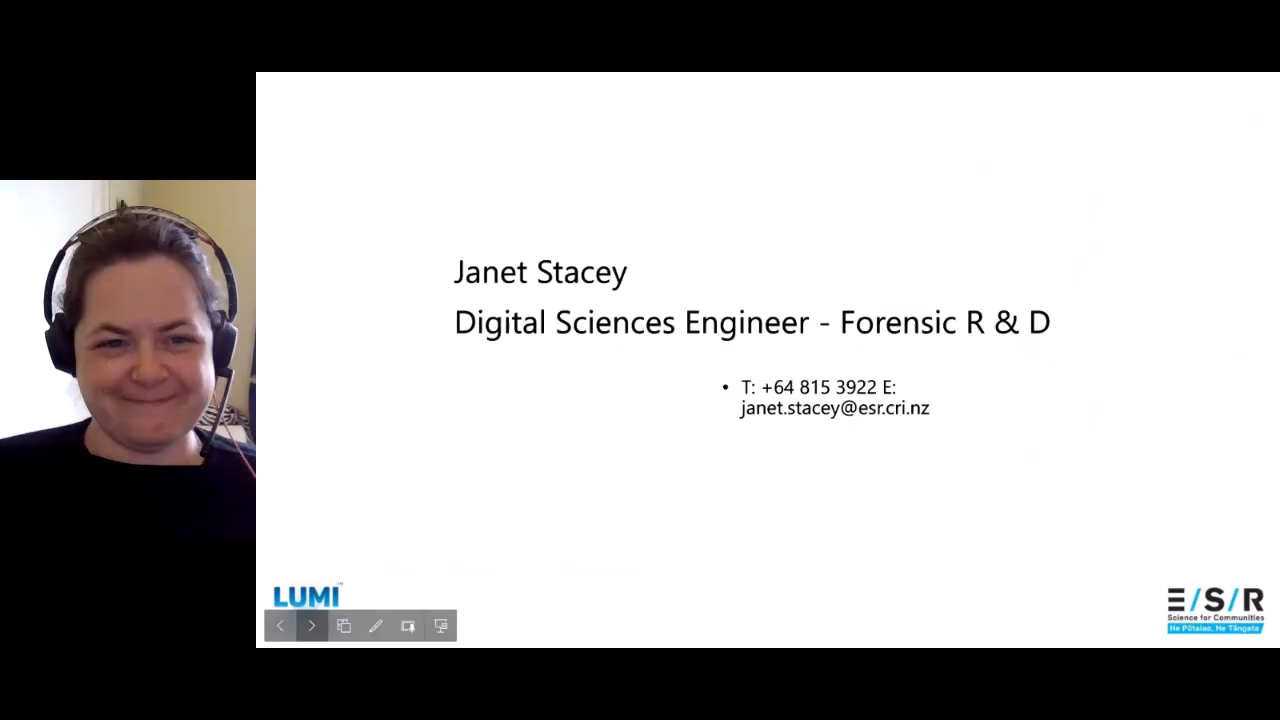 Janet Stacey
Digital Sciences Engineer - Forensic R & D
• T: +64 815 3922 E:
janet.stacey@esr.cri.nz
LUMI™
E/S/R
Science for Communities
He Pūtaiao, He Tāngata